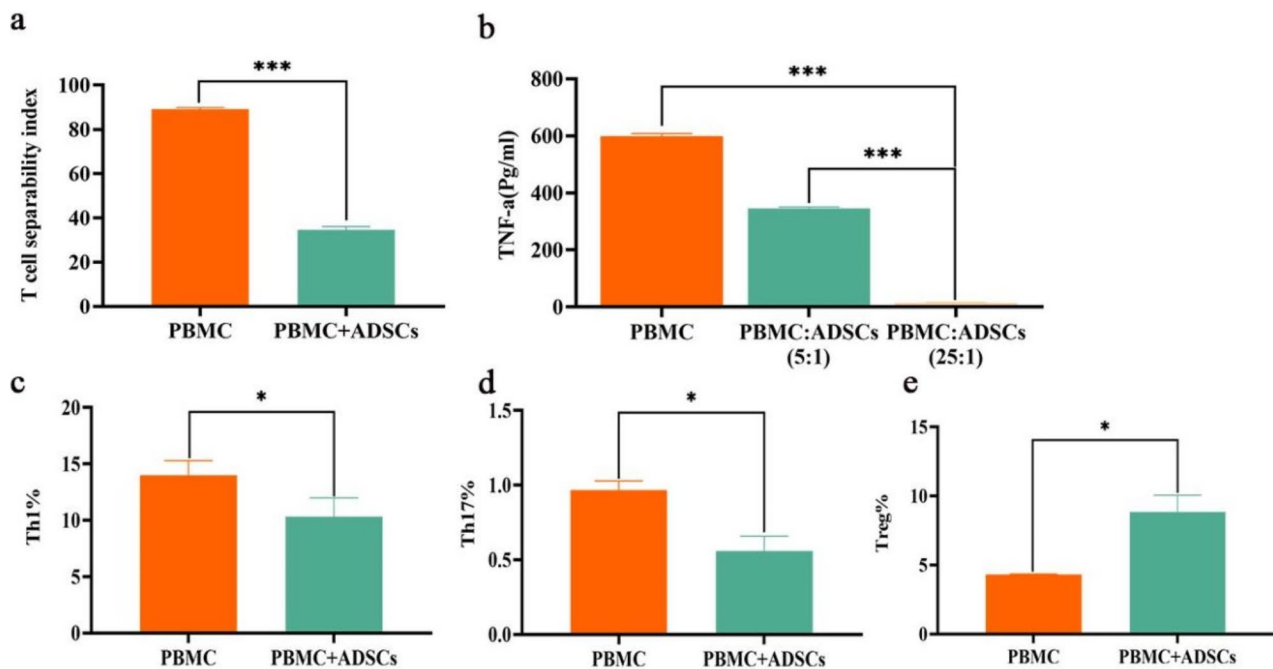 a
***
T cell separability index
100
80
60
40
20
0
PBMC
PBMC+ADSCs
b
***
***
TNF-a(Pg/ml)
800
600
400
200
0
PBMC
PBMC:ADSCs
(5:1)
PBMC:ADSCs
(25:1)
c
*
Th1%
20
15
10
5
0
PBMC
PBMC+ADSCs
d
*
Th17%
1.5
1.0
0.5
0.0
PBMC
PBMC+ADSCs
e
*
Treg%
15
10
5
0
PBMC
PBMC+ADSCs